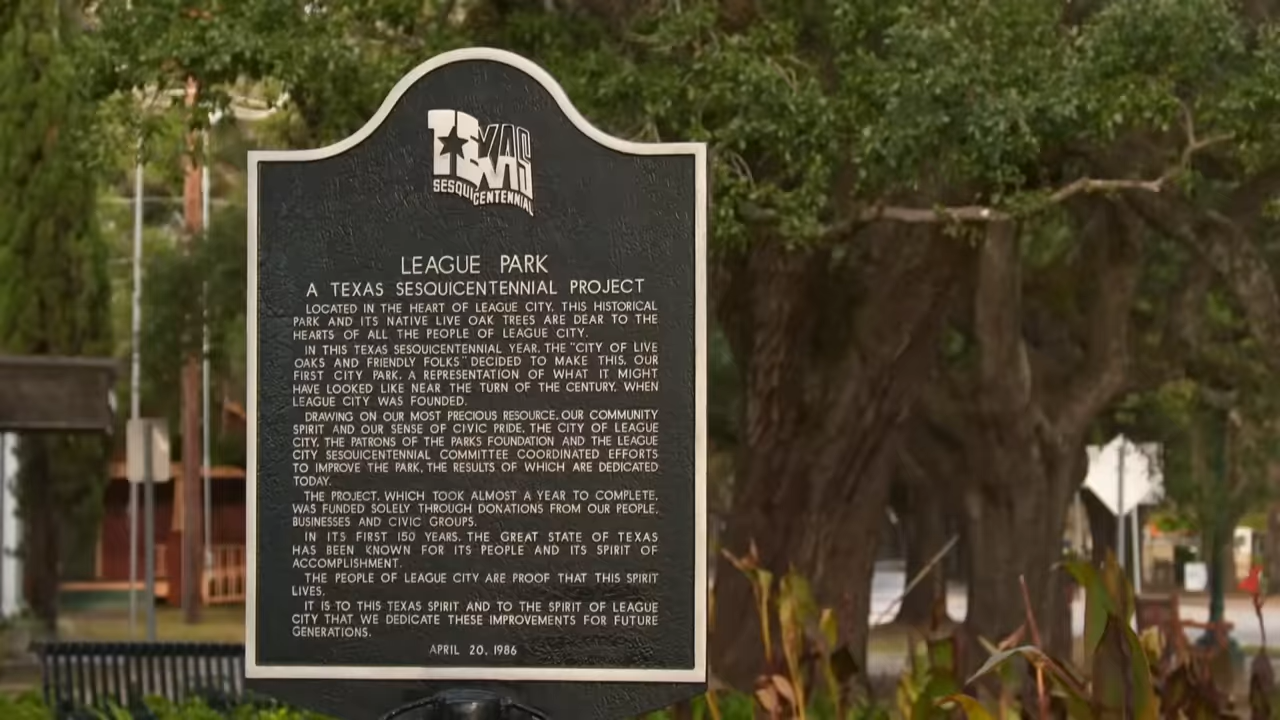 TEXAS
SESQUICENTENNIAL
LEAGUE PARK
A TEXAS SESQUICENTENNIAL PROJECT
LOCATED IN THE HEART OF LEAGUE CITY, THIS HISTORICAL
PARK AND ITS NATIVE LIVE OAK TREES ARE DEAR TO THE
HEARTS OF ALL THE PEOPLE OF LEAGUE CITY.
IN THIS TEXAS SESQUICENTENNIAL YEAR, THE "CITY OF LIVE
OAKS AND FRIENDLY FOLKS" DECIDED TO MAKE THIS, OUR
FIRST CITY PARK, A REPRESENTATION OF WHAT IT MIGHT
HAVE LOOKED LIKE NEAR THE TURN OF THE CENTURY, WHEN
LEAGUE CITY WAS FOUNDED.
DRAWING ON OUR MOST PRECIOUS RESOURCE, OUR COMMUNITY
SPIRIT AND OUR SENSE OF CIVIC PRIDE, THE CITY OF LEAGUE
CITY, THE PATRONS OF THE PARKS FOUNDATION AND THE LEAGUE
CITY SESQUICENTENNIAL COMMITTEE COORDINATED EFFORTS
TO IMPROVE THE PARK, THE RESULTS OF WHICH ARE DEDICATED
TODAY.
THE PROJECT, WHICH TOOK ALMOST A YEAR TO COMPLETE,
WAS FUNDED SOLELY THROUGH DONATIONS FROM OUR PEOPLE,
BUSINESSES AND CIVIC GROUPS.
IN ITS FIRST 150 YEARS, THE GREAT STATE OF TEXAS
HAS BEEN KNOWN FOR ITS PEOPLE AND ITS SPIRIT OF
ACCOMPLISHMENT.
THE PEOPLE OF LEAGUE CITY ARE PROOF THAT THIS SPIRIT
LIVES.
IT IS TO THIS TEXAS SPIRIT AND TO THE SPIRIT OF LEAGUE
CITY THAT WE DEDICATE THESE IMPROVEMENTS FOR FUTURE
GENERATIONS.
APRIL 20, 1986